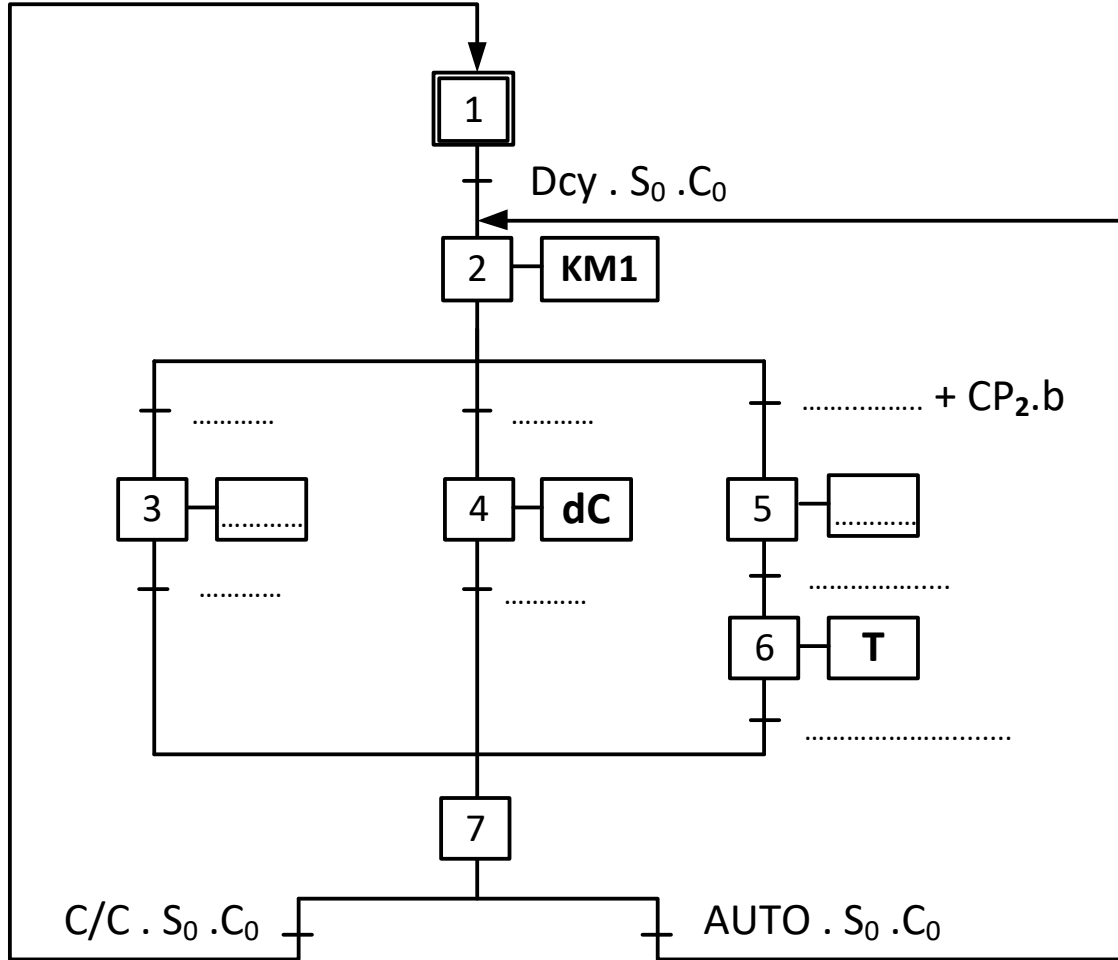 1
Dcy . S₀ .C₀
2 KM1
………… ………… …………… + CP₂.b
3 ………… 4 dC 5 …………
………… ………… ………………..
6 T
…………………….....
7
C/C . S₀ .C₀ AUTO . S₀ .C₀